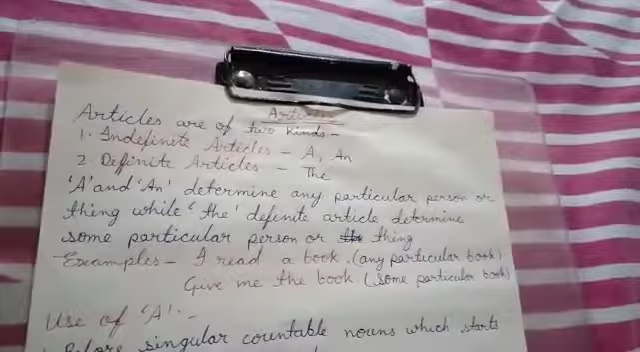 Articles
Articles are of two kinds-
1. Indefinite Articles - A, An
2 Definite Articles - The
'A' and 'An' determine any particular person or
thing while 'the' definite article determine
some particular person or thing
Examples- I read a book. (any particular book)
Give me the book (Some particular book)
Use of 'A':-
1 Before singular countable nouns which starts